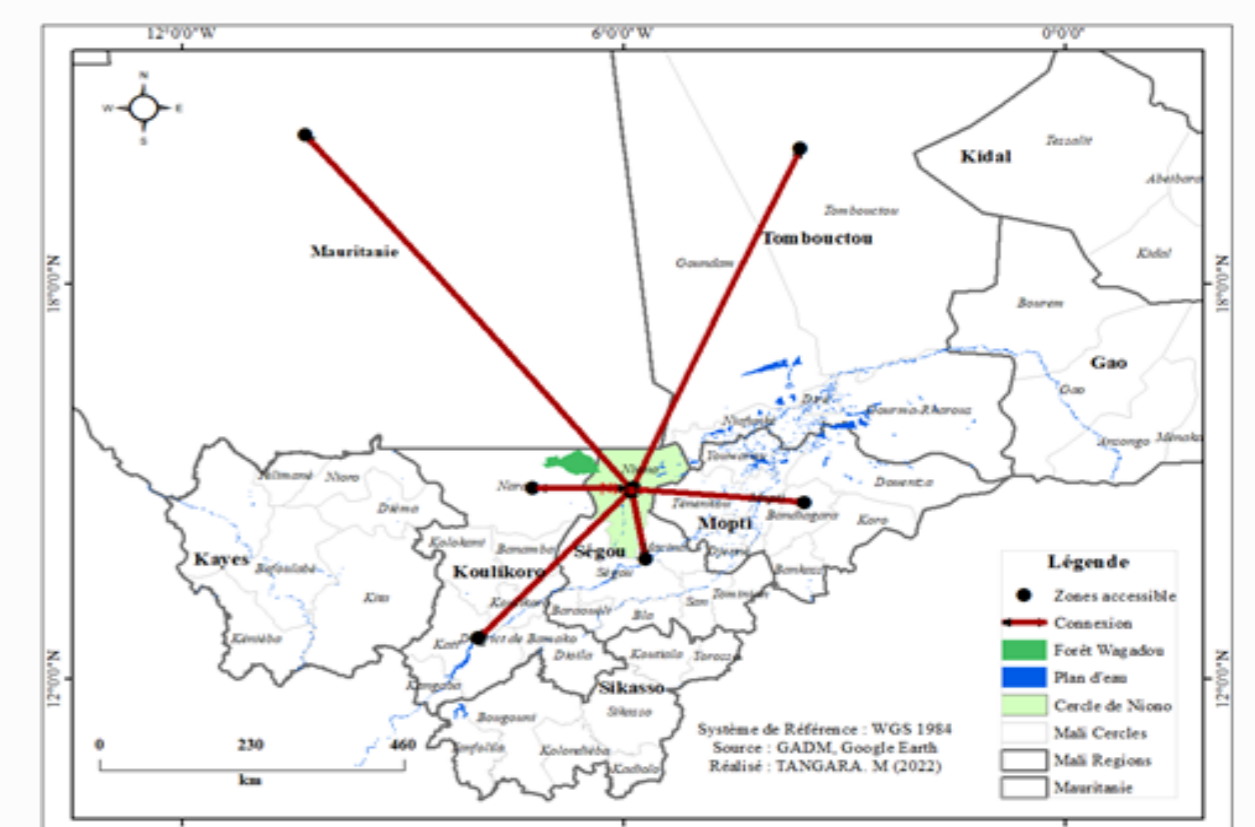 12°0'0"W 6°0'0"W 0°0'0"
N
W E
S
Kidal
Tessalit
Abeïbara
Tombouctou
Tombouctou
Mauritanie
Goundam
Kidal
18°0'0"N 18°0'0"N
Bourem
Gao
Gao
Diré
Gourma-Rharous
Niafunké
Ansongo Ménaka
Youwarou
Niono
Nioro
Nara
Douentza
Diéma
Ténenkou
Mopti
Mopti
Bandiagara
Koro
Kolokani
Banamba
Ségou
Macina
Djenné
Kayes
Bafoulabé
Koulikoro
Ségou
Bankass
Légende
Zones accessible
Connexion
Forêt Wagadou
Plan d'eau
Cercle de Niono
Mali Cercles
Mali Regions
Mauritanie
Kita
Koulikoro
Baraouéli
San
Tominian
Bla
Kéniéba
Kati
District de Bamako
Dioïla
Koutiala
Yorosso
12°0'0"N 12°0'0"N
Kangaba
Sikasso
Bougouni
Sikasso
Yanfolila
Kolondiéba
Kadiolo
Système de Référence : WGS 1984
Source : GADM, Google Earth
Réalisé : TANGARA. M (2022)
0 230 460
km